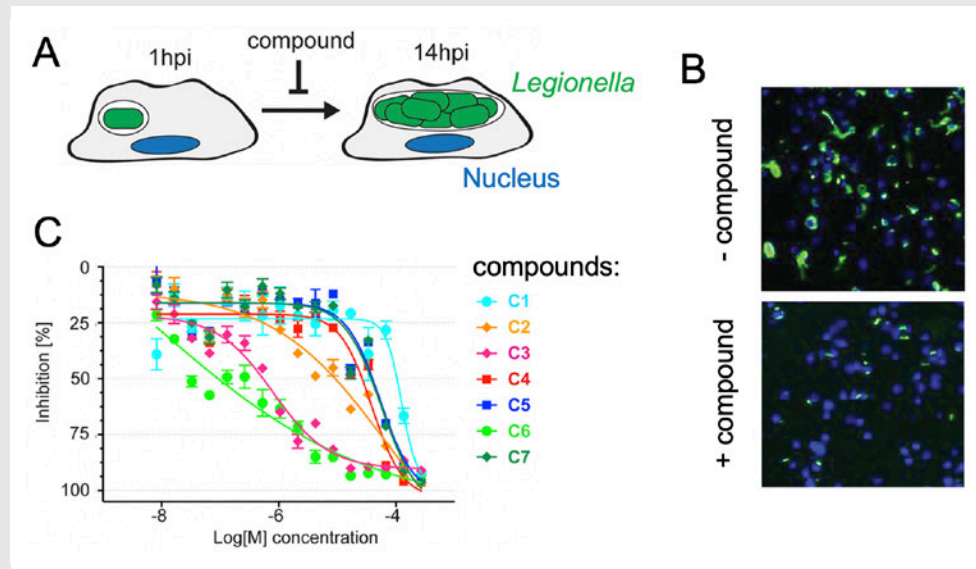 A
1hpi
compound
14hpi
Legionella
Nucleus
B
- compound
+ compound
C
0
25
50
75
100
Inhibition [%]
-8
-6
-4
Log[M] concentration
compounds:
C1
C2
C3
C4
C5
C6
C7